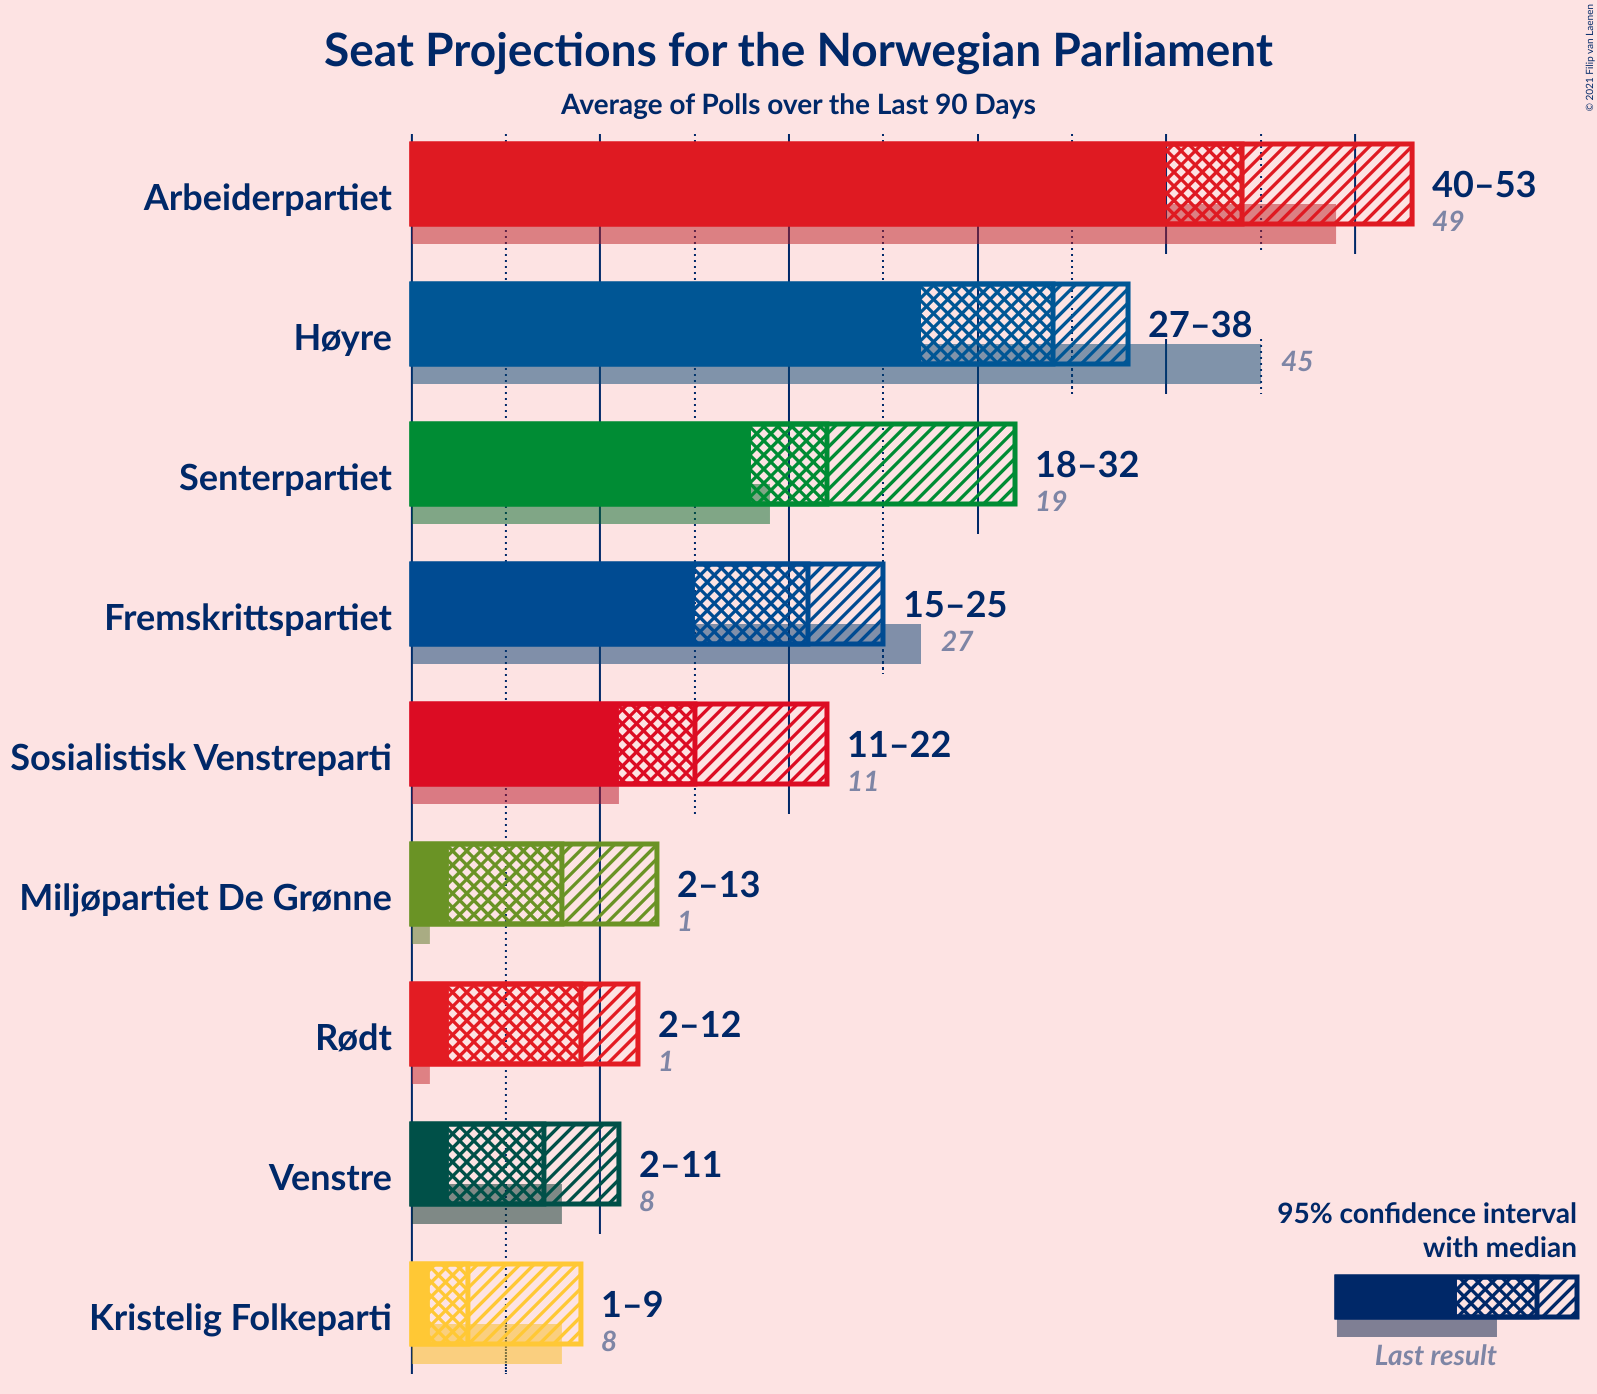 Seat Projections for the Norwegian Parliament
Average of Polls over the Last 90 Days
© 2021 Filip van Laenen
Arbeiderpartiet
40–53
49
Høyre
27–38
45
Senterpartiet
18–32
19
Fremskrittspartiet
15–25
27
Sosialistisk Venstreparti
11–22
11
Miljøpartiet De Grønne
2–13
1
Rødt
2–12
1
Venstre
2–11
8
Kristelig Folkeparti
1–9
8
95% confidence interval
with median
Last result